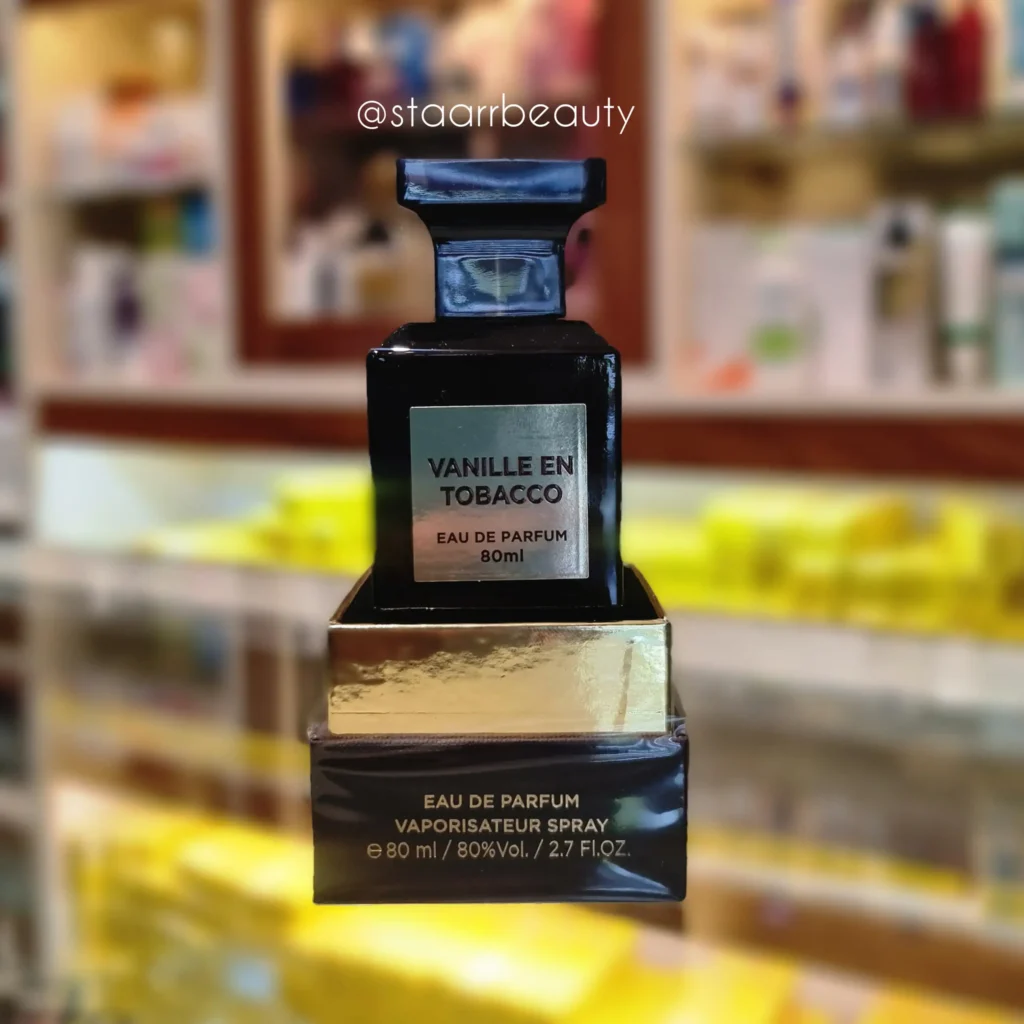 @staarrbeauty
VANILLE EN
TOBACCO
EAU DE PARFUM
80ml
EAU DE PARFUM
VAPORISATEUR SPRAY
℮ 80 ml / 80%Vol. / 2.7 Fl.OZ.